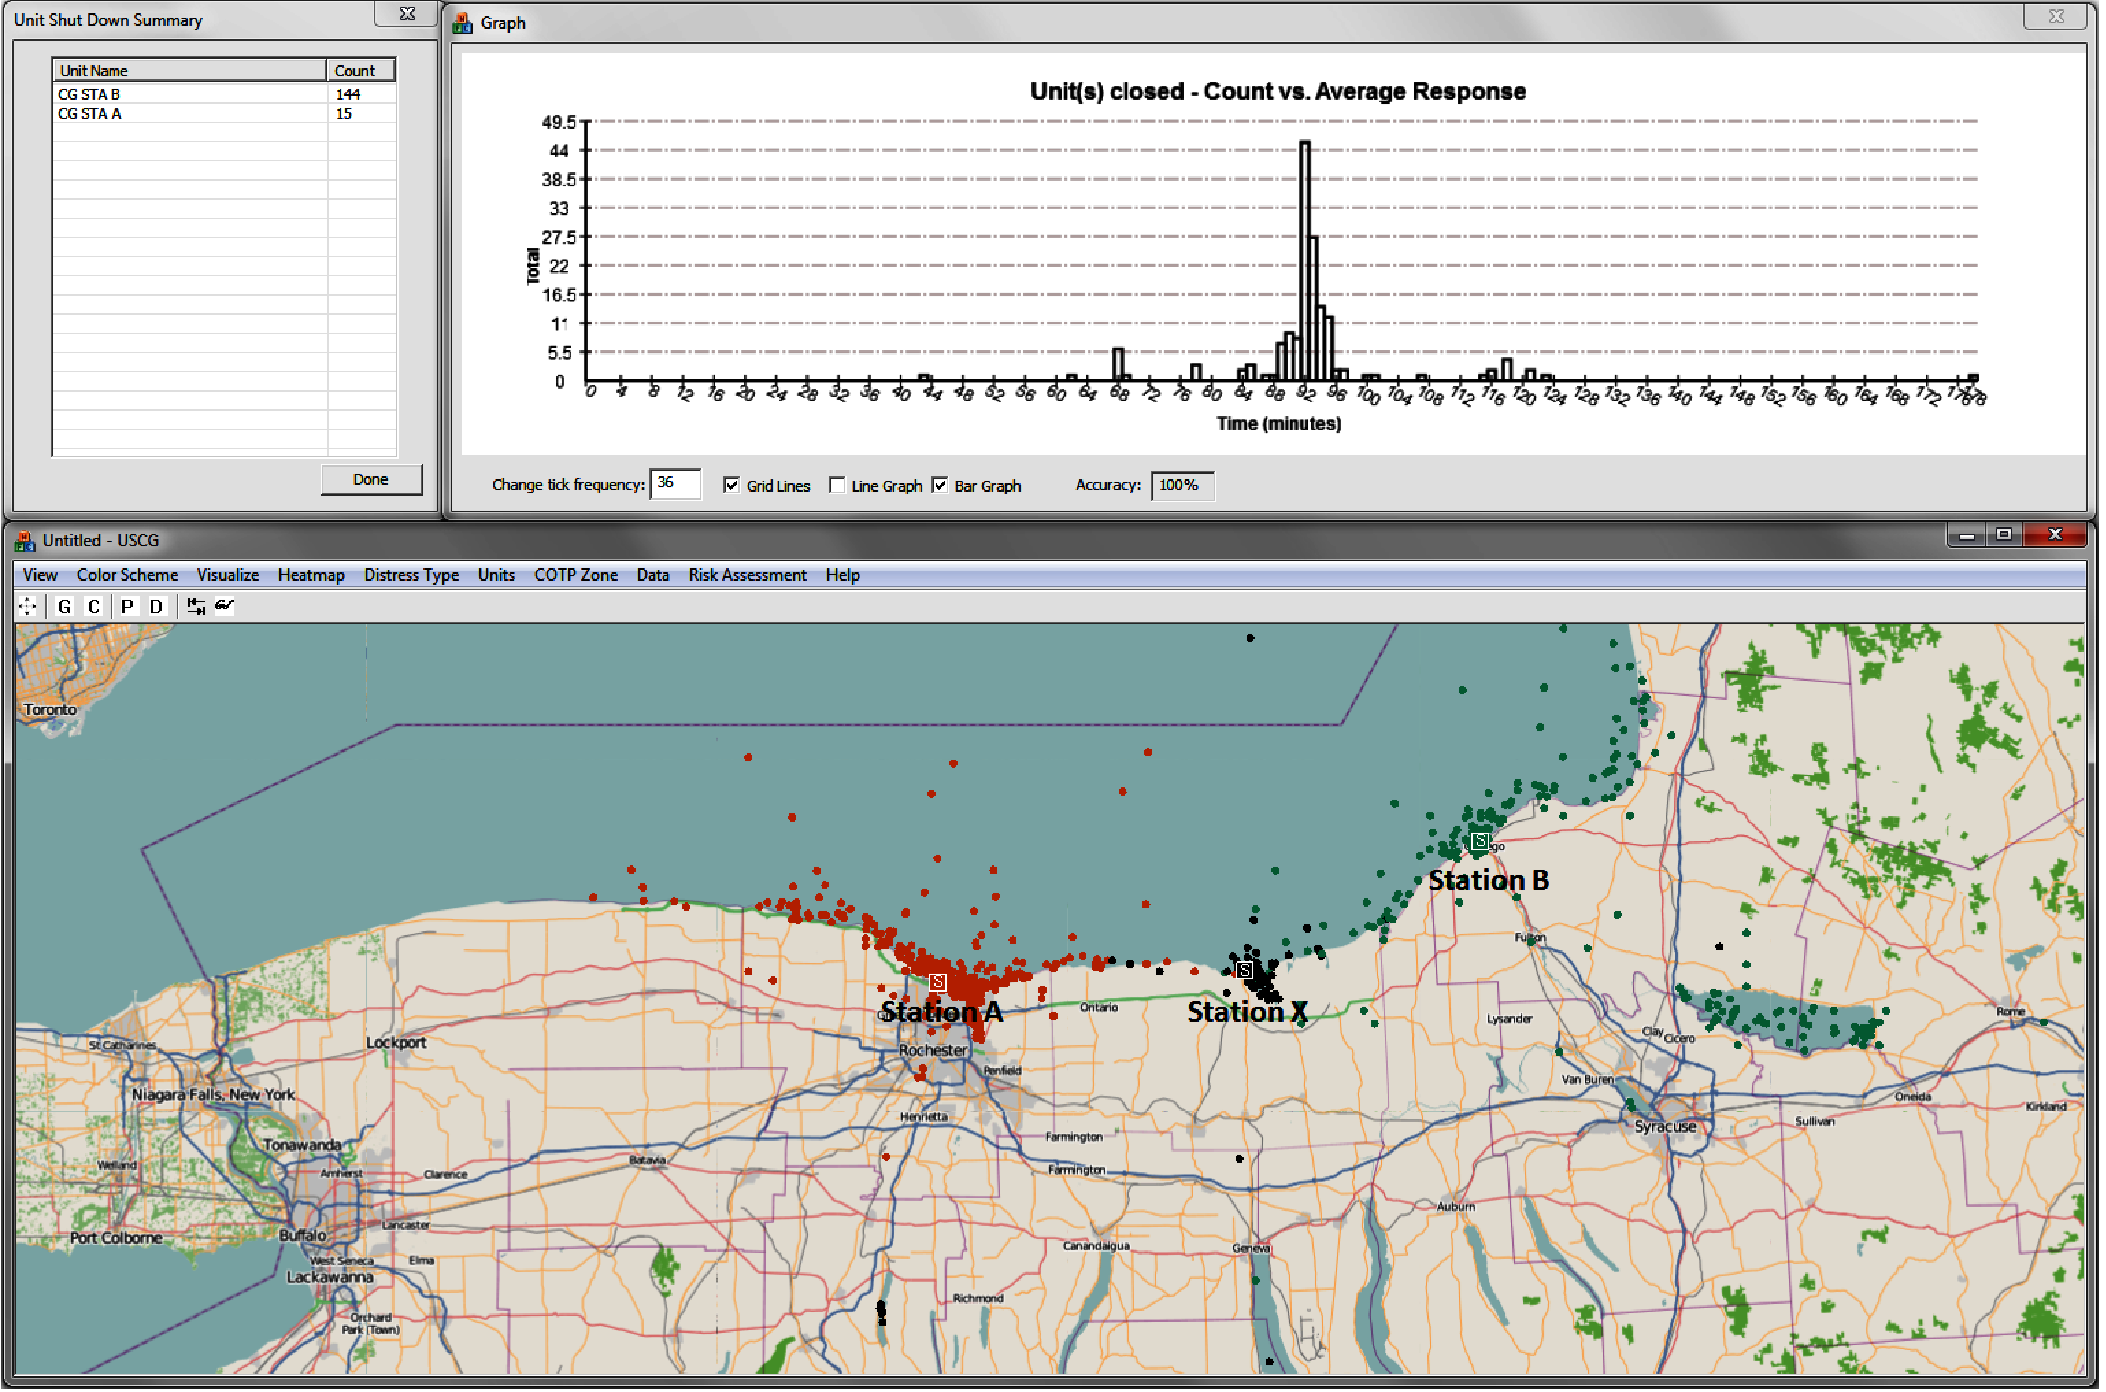 Unit Shut Down Summary
Unit Name Count
CG STA B 144
CG STA A 15
Done
Graph
Unit(s) closed - Count vs. Average Response
49.5
44
38.5
33
27.5
22
16.5
11
5.5
0
Total
0 4 8 12 16 20 24 28 32 36 40 44 48 52 56 60 64 68 72 76 80 84 88 92 96 100 104 108 112 116 120 124 128 132 136 140 144 148 152 156 160 164 168 172 176 178
Time (minutes)
Change tick frequency: 36 Grid Lines Line Graph Bar Graph Accuracy: 100%
Untitled - USCG
View Color Scheme Visualize Heatmap Distress Type Units COTP Zone Data Risk Assessment Help
G C P D
Toronto
S
Station B
Fulton
S
S
Station A
Station X
Ontario
Lysander
Rome
Clay
Cicero
St Catharines
Lockport
Rochester
Penfield
Van Buren
Niagara Falls, New York
Oneida
Kirkland
Henrietta
Sullivan
Syracuse
Farmington
Tonawanda
Welland
Amherst
Clarence
Batavia
Farmington
Auburn
Lancaster
Buffalo
Port Colborne
Canandaigua
Geneva
West Seneca
Elma
Lackawanna
Richmond
Orchard
Park (Town)